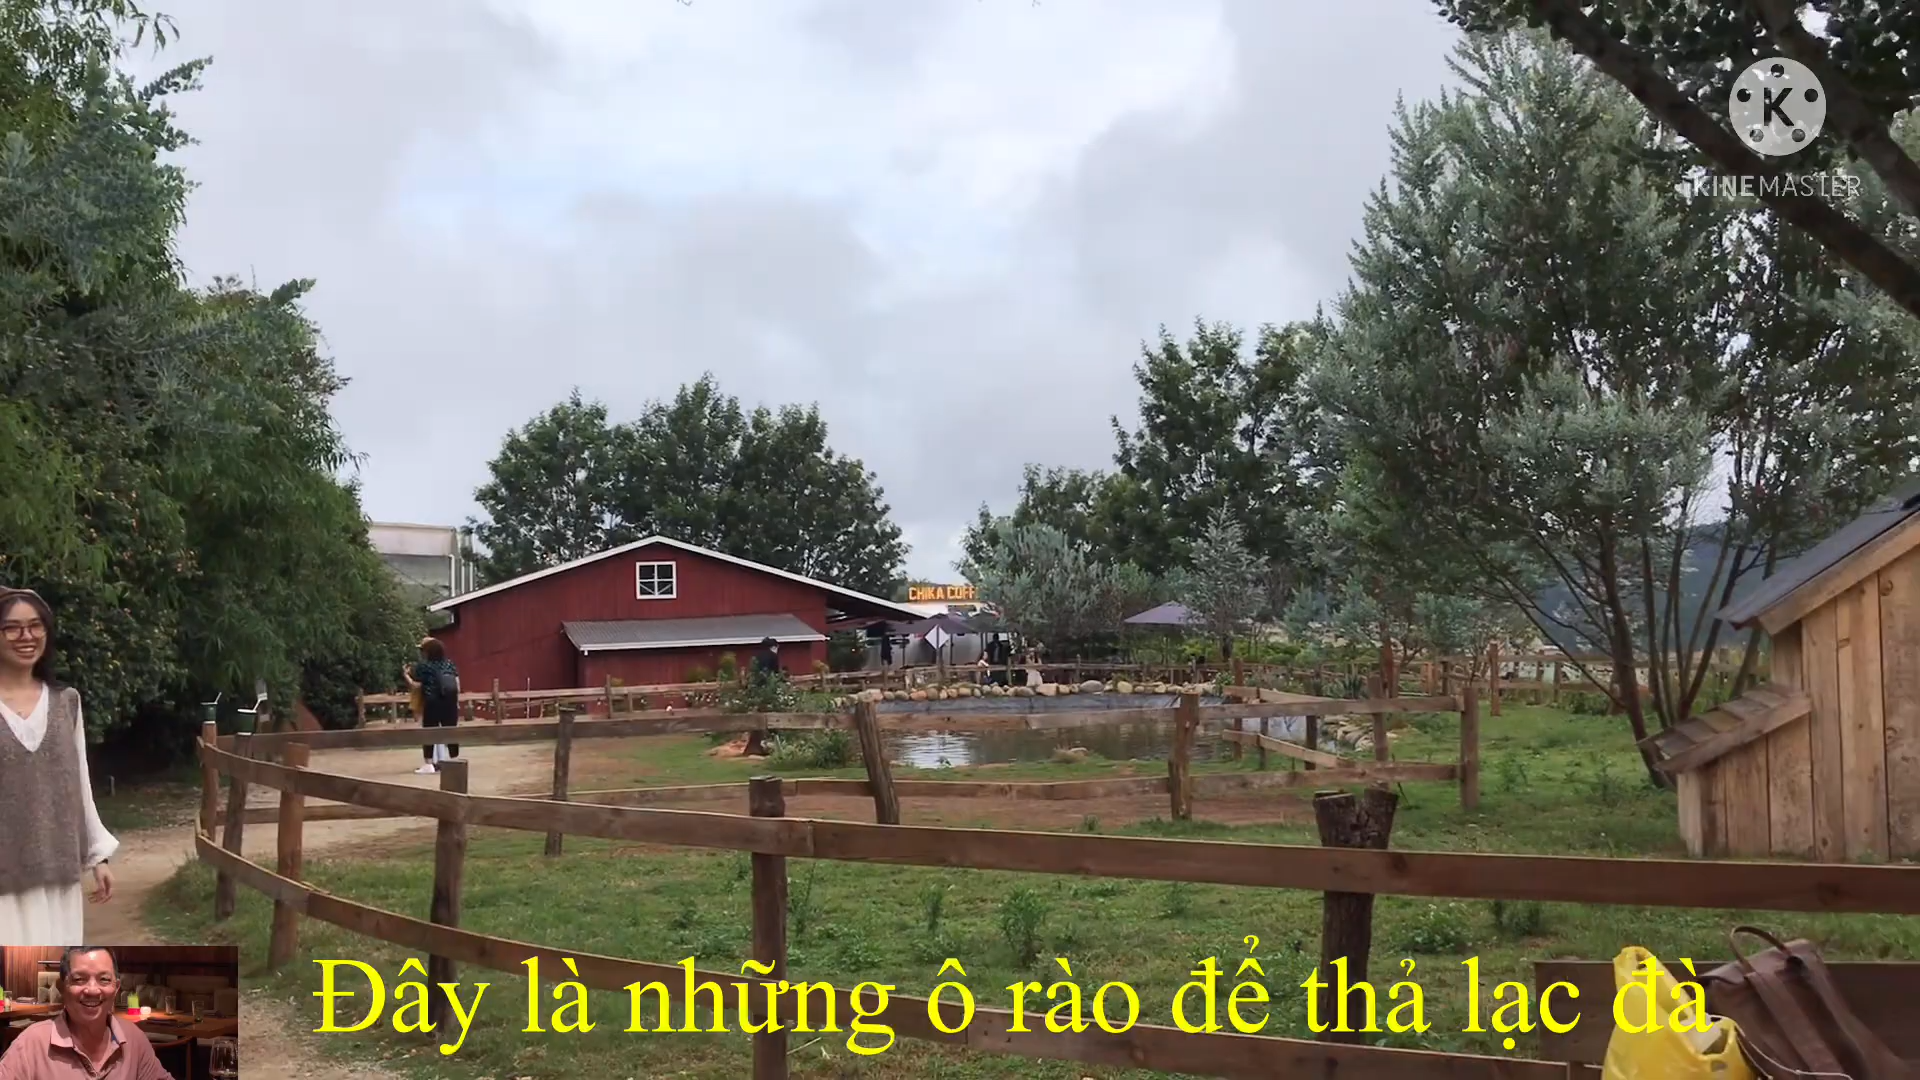 K
KINEMASTER
CHIKA COFF
Đây là những ô rào để thả lạc đà